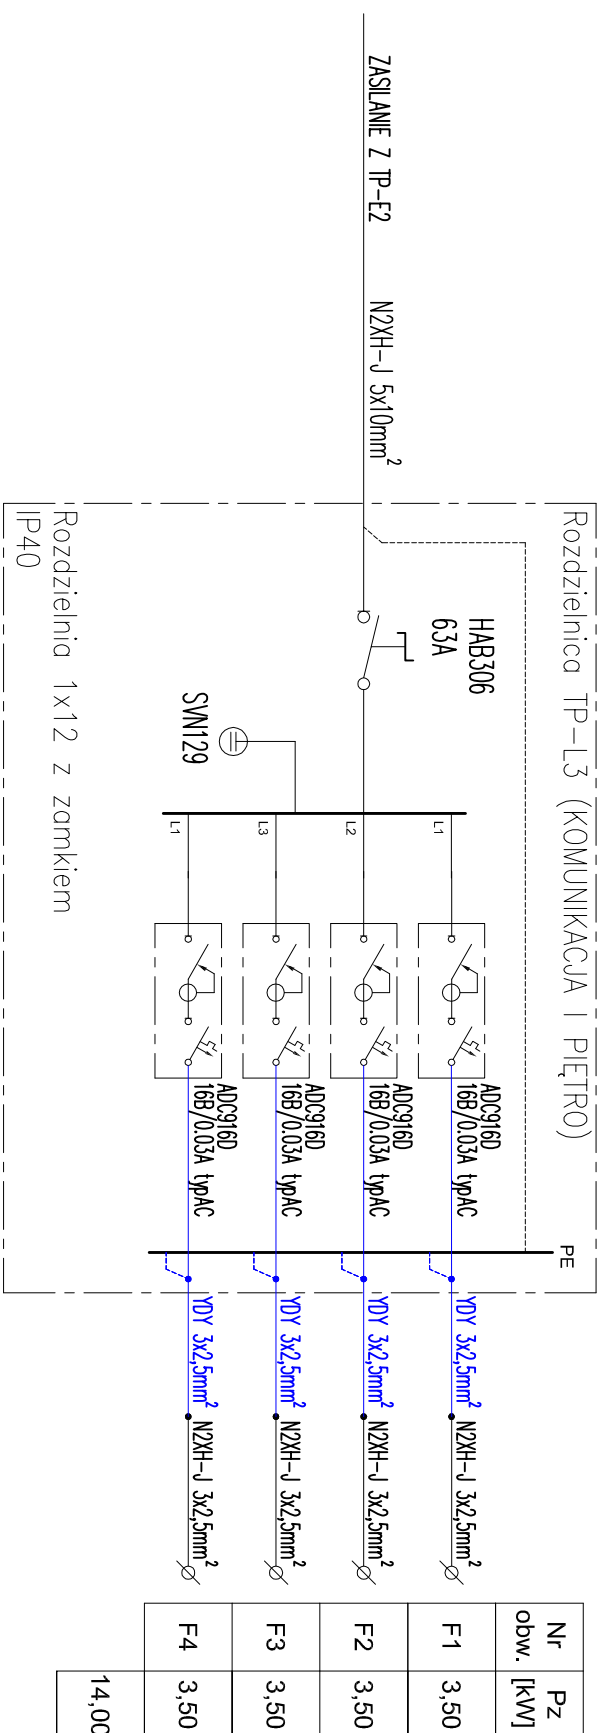 Rozdzielnica TP-L3 (KOMUNIKACJA I PIĘTRO)
ZASILANIE Z TP-E2
N2XH-J 5x10mm²
HAB306
63A
SVN129
L1
L2
L3
L1
ADC916D
16B/0.03A typAC
ADC916D
16B/0.03A typAC
ADC916D
16B/0.03A typAC
ADC916D
16B/0.03A typAC
PE
YDY 3x2,5mm²
N2XH-J 3x2,5mm²
YDY 3x2,5mm²
N2XH-J 3x2,5mm²
YDY 3x2,5mm²
N2XH-J 3x2,5mm²
YDY 3x2,5mm²
N2XH-J 3x2,5mm²
Rozdzielnia 1x12 z zamkiem
IP40
Nr
obw.
Pz
[kW]
F1 3,50
F2 3,50
F3 3,50
F4 3,50
14,00